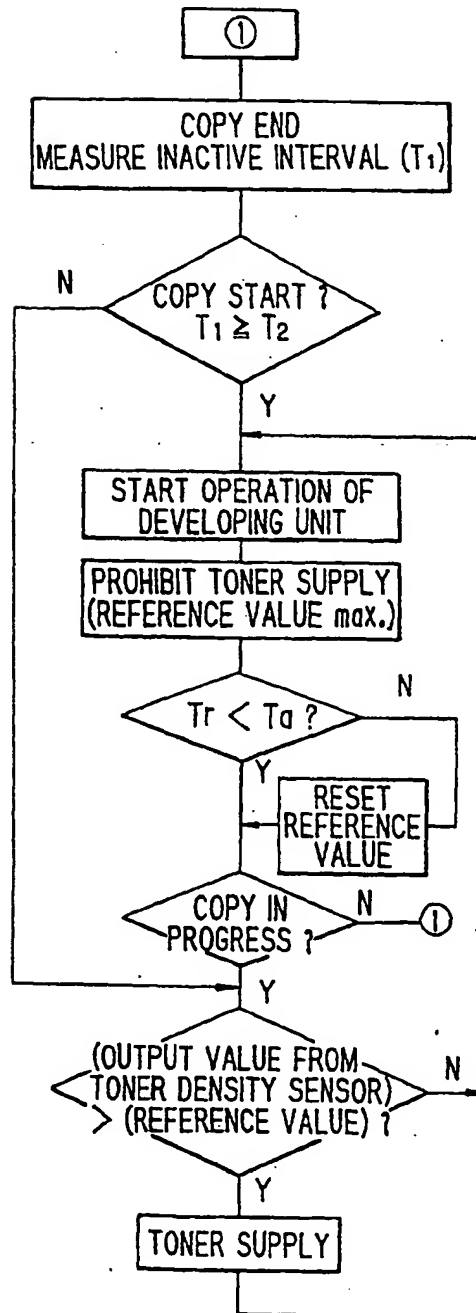 ①
COPY END
MEASURE INACTIVE INTERVAL (T1)
N
COPY START ?
T1 ≧ T2
Y
START OPERATION OF
DEVELOPING UNIT
PROHIBIT TONER SUPPLY
(REFERENCE VALUE max.)
Tr < Ta ?
N
Y
RESET
REFERENCE
VALUE
COPY IN
PROGRESS ?
N
①
Y
(OUTPUT VALUE FROM
TONER DENSITY SENSOR)
> (REFERENCE VALUE) ?
N
Y
TONER SUPPLY